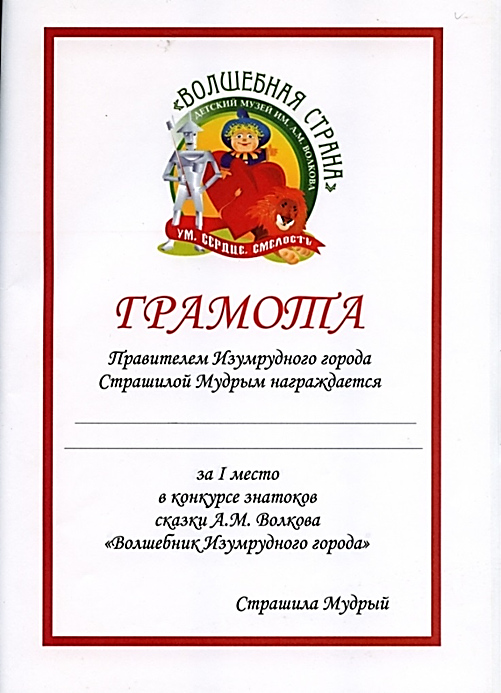 «ВОЛШЕБНАЯ СТРАНА»
ДЕТСКИЙ МУЗЕЙ ИМ. А.М. ВОЛКОВА
УМ. СЕРДЦЕ. СМЕЛОСТЬ
ГРАМОТА
Правителем Изумрудного города
Страшилой Мудрым награждается
за I место
в конкурсе знатоков
сказки А.М. Волкова
«Волшебник Изумрудного города»
Страшила Мудрый